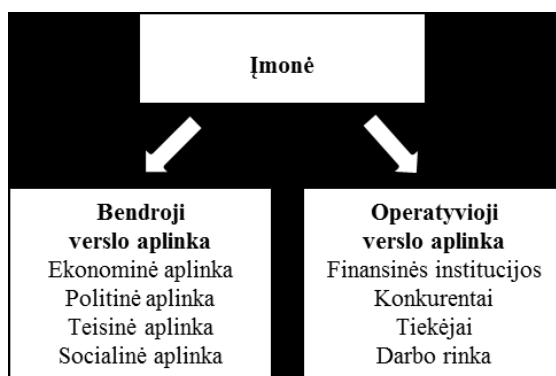 Įmonė
Bendroji
verslo aplinka
Ekonominė aplinka
Politinė aplinka
Teisinė aplinka
Socialinė aplinka
Operatyvioji
verslo aplinka
Finansinės institucijos
Konkurentai
Tiekėjai
Darbo rinka